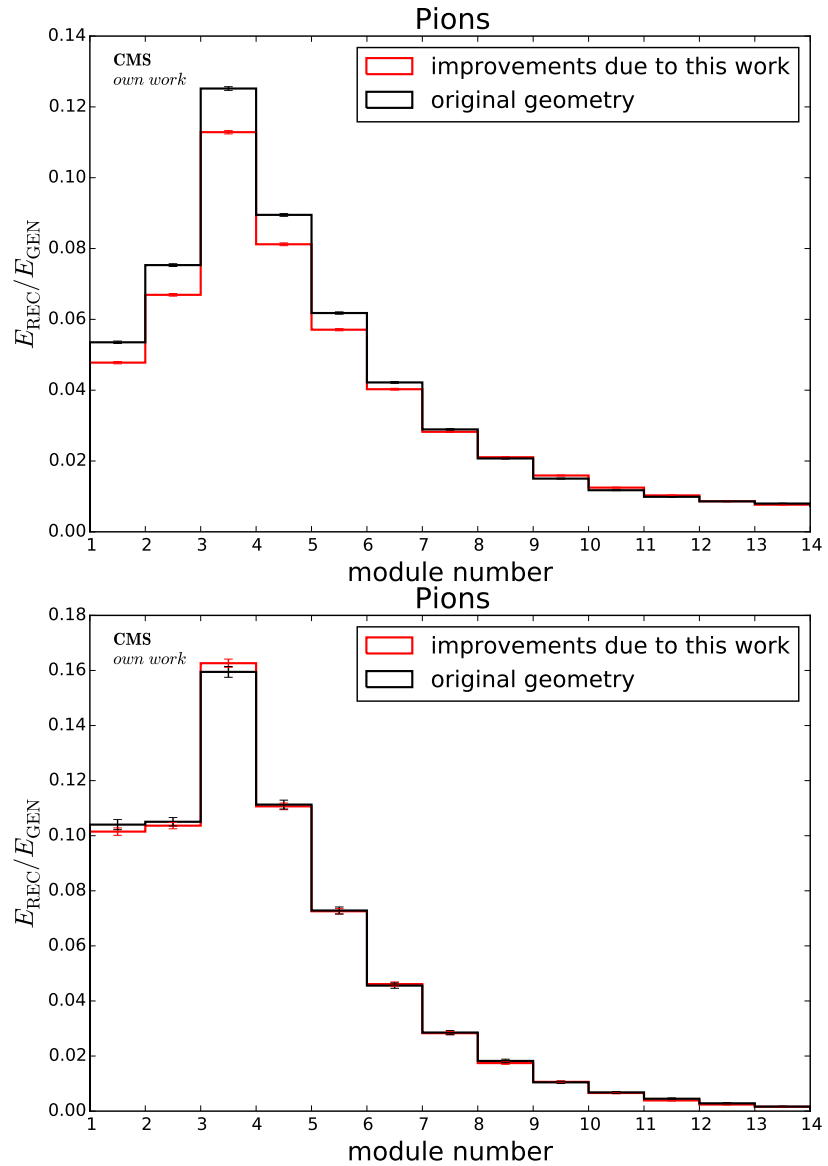 Pions
0.14
0.12
0.10
0.08
0.06
0.04
0.02
0.00
E_REC/E_GEN
CMS
own work
improvements due to this work
original geometry
1 2 3 4 5 6 7 8 9 10 11 12 13 14
module number
Pions
0.18
0.16
0.14
0.12
0.10
0.08
0.06
0.04
0.02
0.00
E_REC/E_GEN
CMS
own work
improvements due to this work
original geometry
1 2 3 4 5 6 7 8 9 10 11 12 13 14
module number